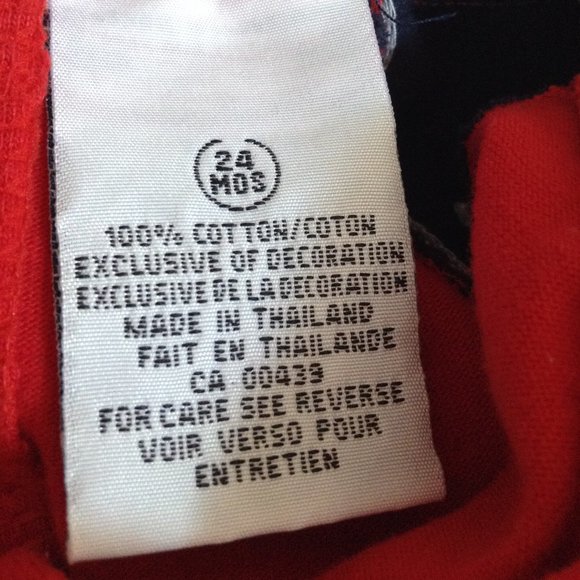 24
MOS
100% COTTON/COTON
EXCLUSIVE OF DECORATION
EXCLUSIVE DE LA DECORATION
MADE IN THAILAND
FAIT EN THAILANDE
CA 00439
FOR CARE SEE REVERSE
VOIR VERSO POUR
ENTRETIEN